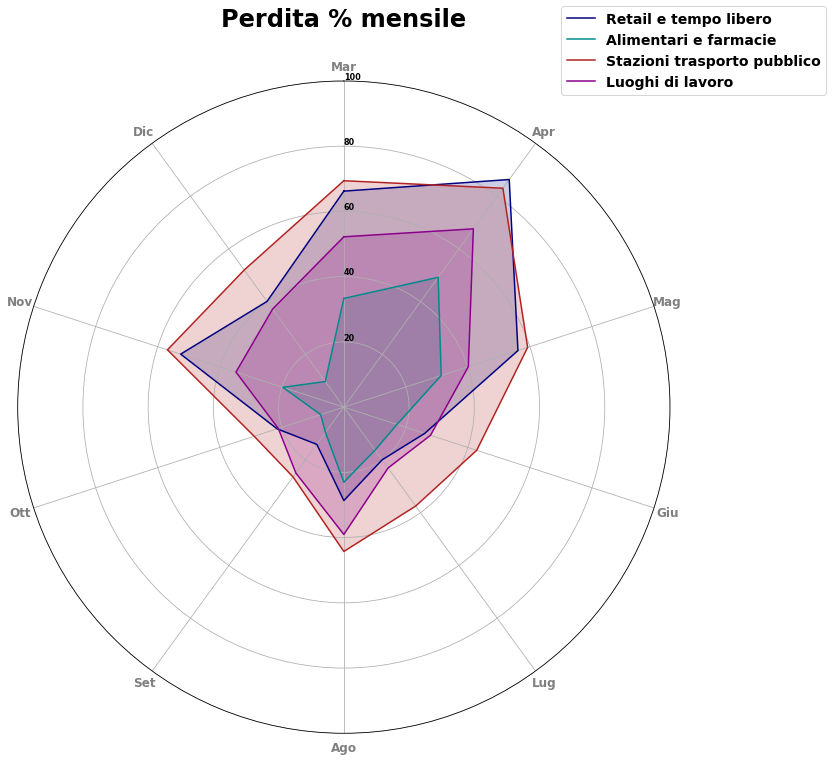 Perdita % mensile
Retail e tempo libero
Alimentari e farmacie
Stazioni trasporto pubblico
Luoghi di lavoro
Mar
100
Dic
Apr
80
60
40
Nov
Mag
20
Ott
Giu
Set
Lug
Ago